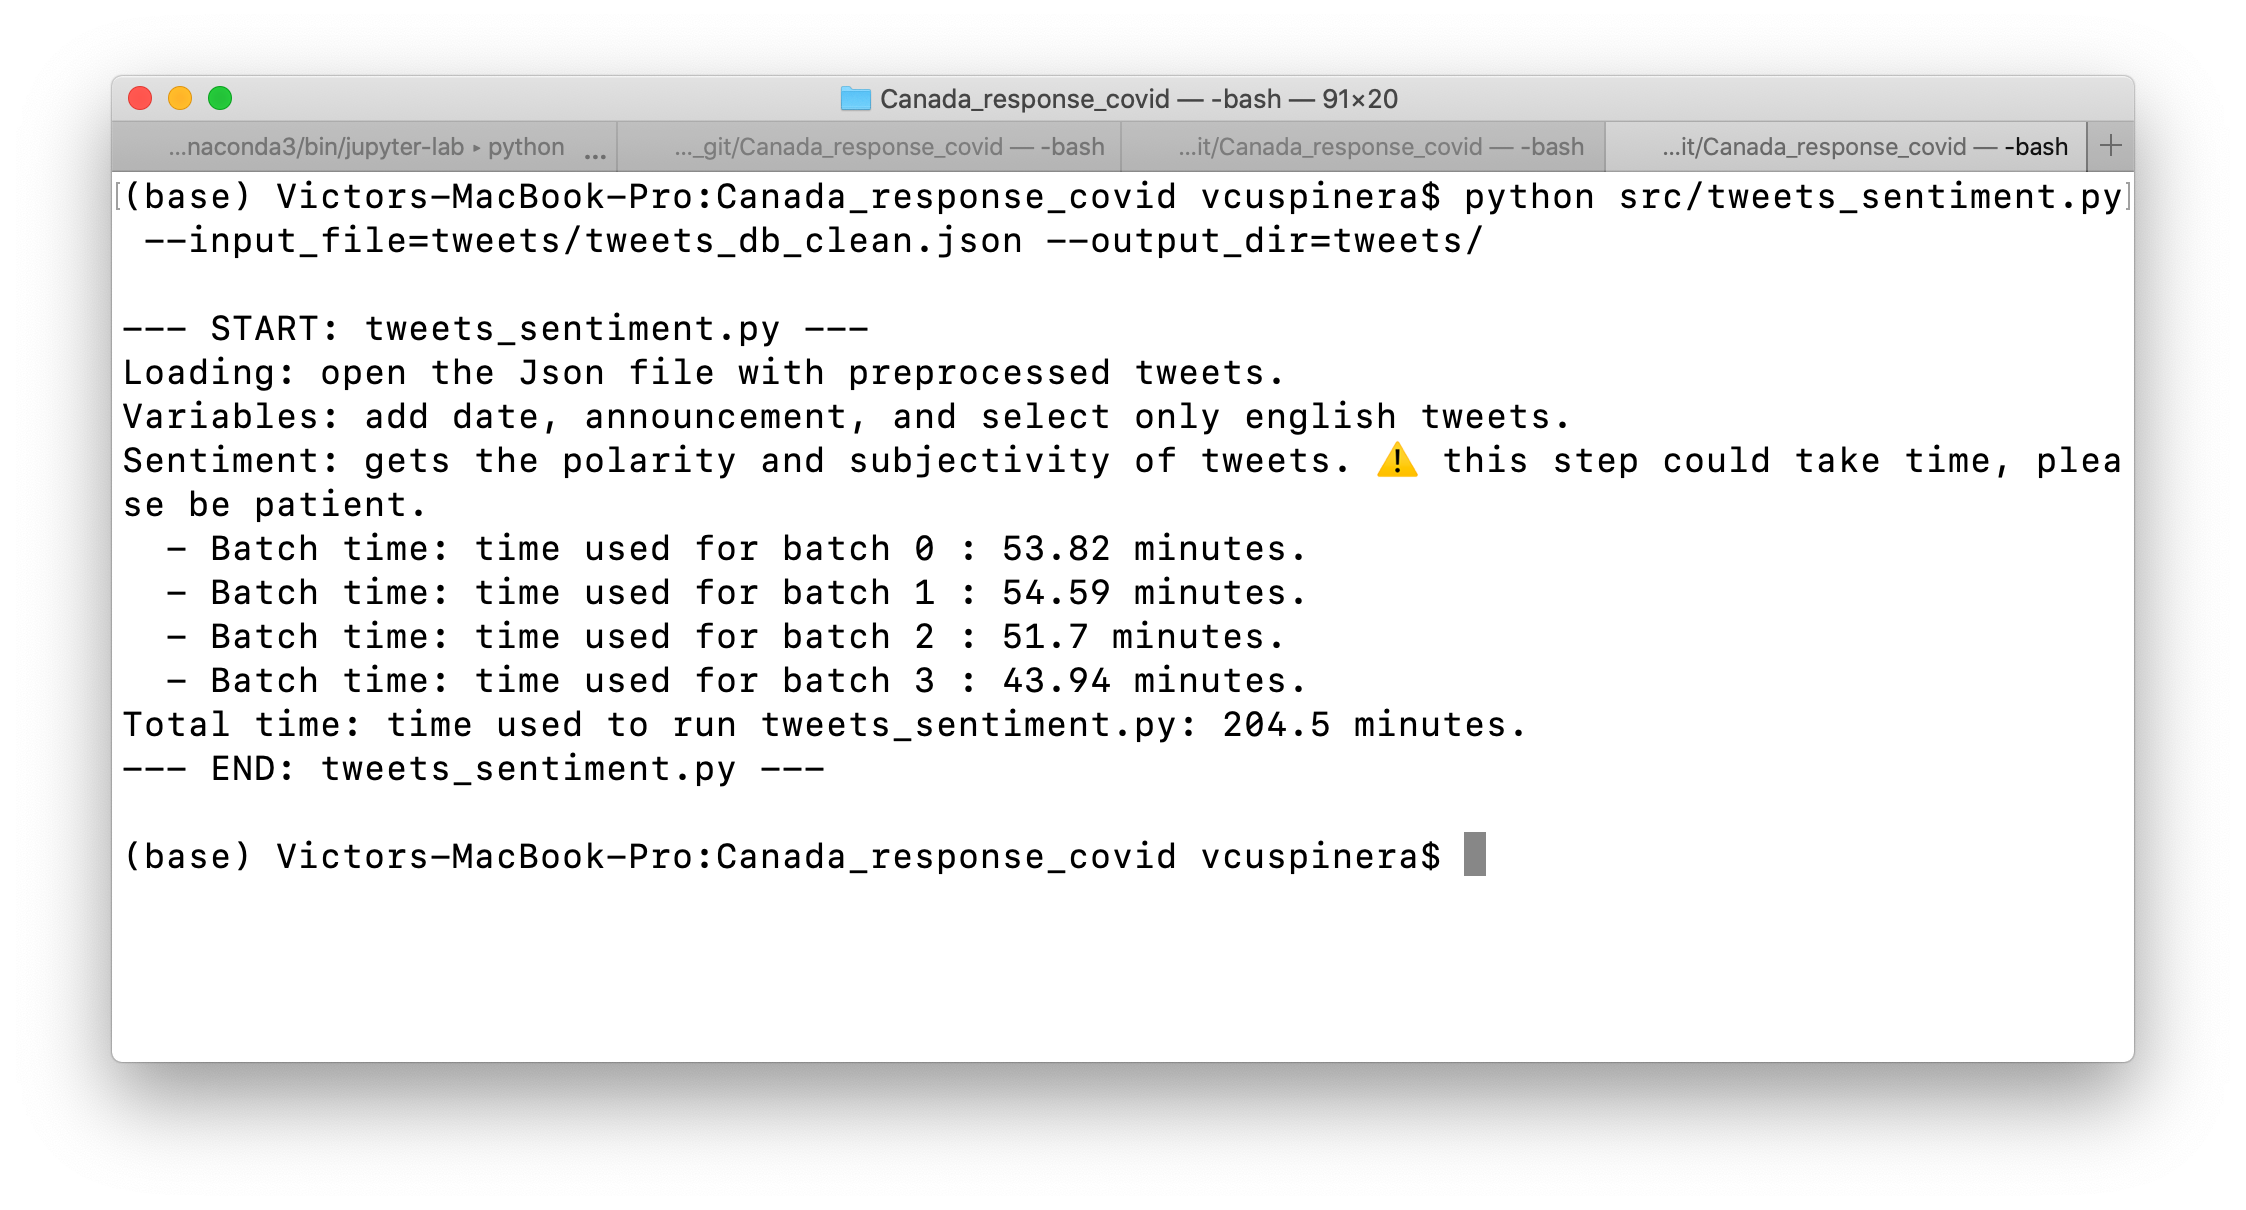 Canada_response_covid — -bash — 91×20
...naconda3/bin/jupyter-lab ▸ python ...
..._git/Canada_response_covid — -bash
...it/Canada_response_covid — -bash
...it/Canada_response_covid — -bash
+
(base) Victors-MacBook-Pro:Canada_response_covid vcuspinera$ python src/tweets_sentiment.py
--input_file=tweets/tweets_db_clean.json --output_dir=tweets/
--- START: tweets_sentiment.py ---
Loading: open the Json file with preprocessed tweets.
Variables: add date, announcement, and select only english tweets.
Sentiment: gets the polarity and subjectivity of tweets. ⚠️ this step could take time, plea
se be patient.
- Batch time: time used for batch 0 : 53.82 minutes.
- Batch time: time used for batch 1 : 54.59 minutes.
- Batch time: time used for batch 2 : 51.7 minutes.
- Batch time: time used for batch 3 : 43.94 minutes.
Total time: time used to run tweets_sentiment.py: 204.5 minutes.
--- END: tweets_sentiment.py ---
(base) Victors-MacBook-Pro:Canada_response_covid vcuspinera$